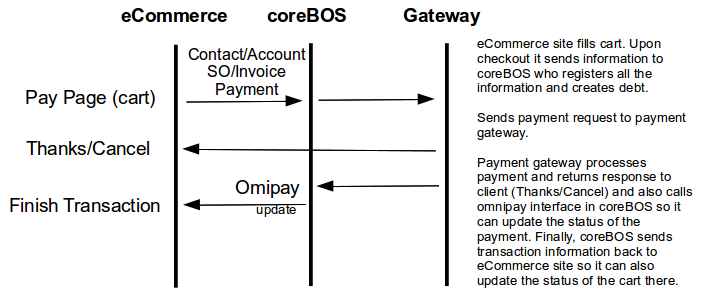 eCommerce coreBOS Gateway
Contact/Account
SO/Invoice
Payment
Pay Page (cart)
Thanks/Cancel
Omipay
update
Finish Transaction
eCommerce site fills cart. Upon
checkout it sends information to
coreBOS who registers all the
information and creates debt.
Sends payment request to payment
gateway.
Payment gateway processes
payment and returns response to
client (Thanks/Cancel) and also calls
omnipay interface in coreBOS so it
can update the status of the
payment. Finally, coreBOS sends
transaction information back to
eCommerce site so it can also
update the status of the cart there.